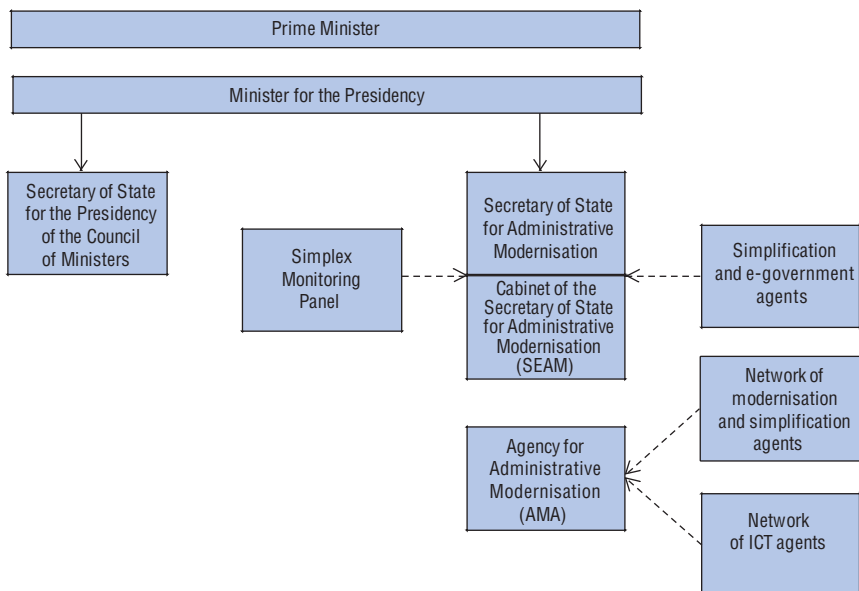 Prime Minister
Minister for the Presidency
Secretary of State
for the Presidency
of the Council
of Ministers
Simplex
Monitoring
Panel
Secretary of State
for Administrative
Modernisation
Cabinet of the
Secretary of State
for Administrative
Modernisation
(SEAM)
Simplification
and e-government
agents
Network of
modernisation
and simplification
agents
Agency for
Administrative
Modernisation
(AMA)
Network
of ICT agents